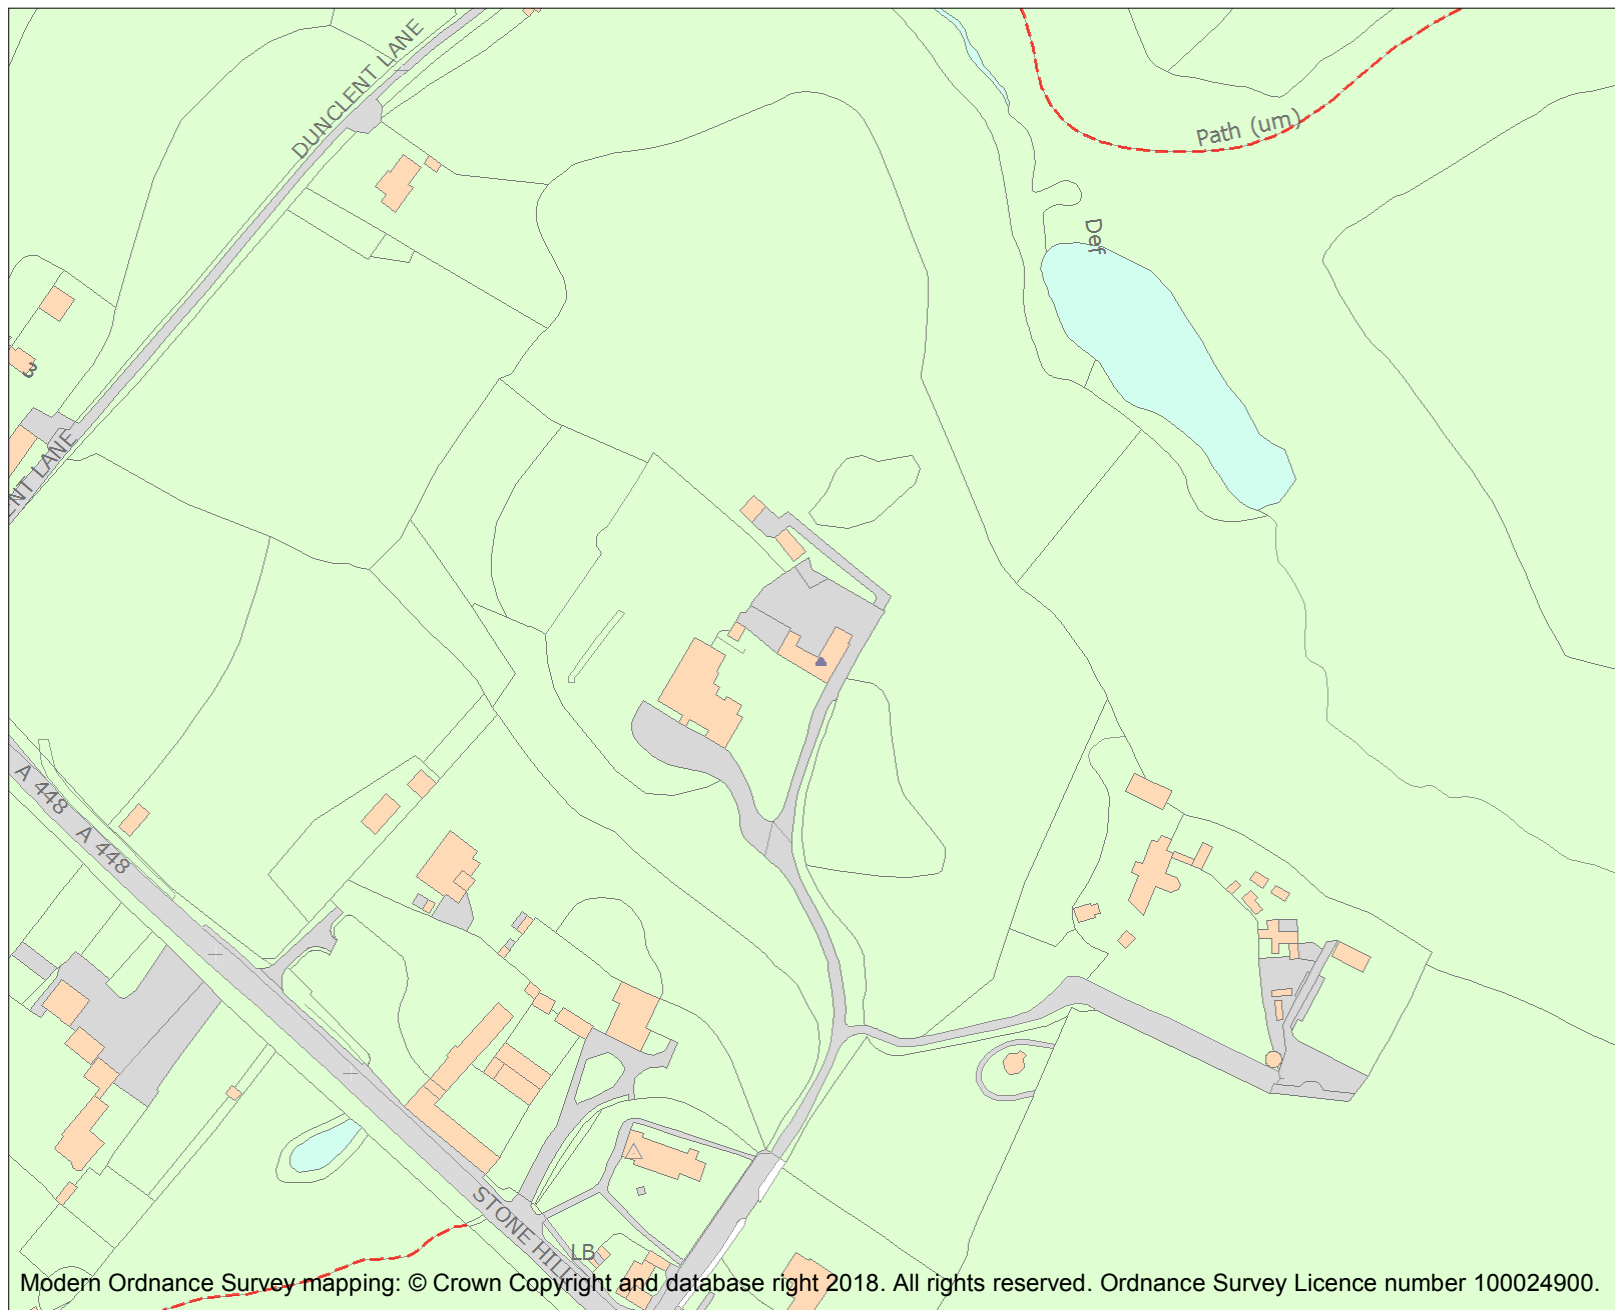 DUNCLENT LANE
Path (um)
Def
3
ENT LANE
A 448
A 448
STONE HILL
LB
Modern Ordnance Survey mapping: © Crown Copyright and database right 2018. All rights reserved. Ordnance Survey Licence number 100024900.